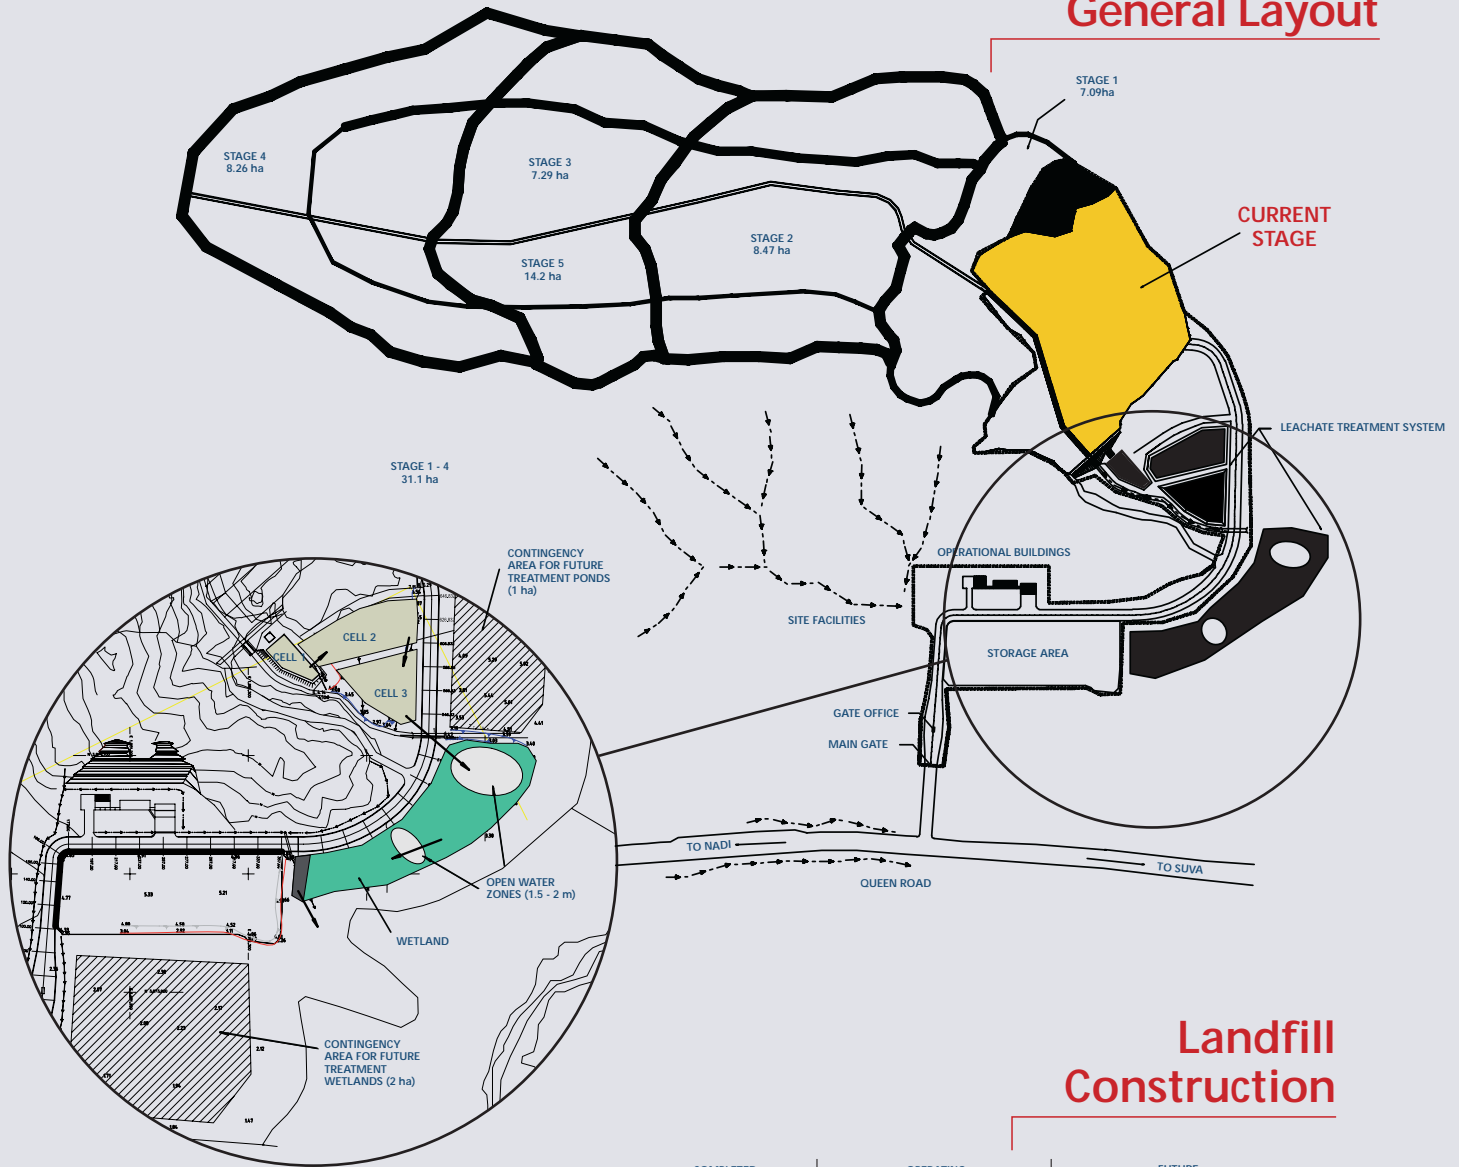 General Layout
STAGE 1
7.09ha
STAGE 4
8.26 ha
STAGE 3
7.29 ha
CURRENT
STAGE
STAGE 2
8.47 ha
STAGE 5
14.2 ha
LEACHATE TREATMENT SYSTEM
STAGE 1 - 4
31.1 ha
CONTINGENCY
AREA FOR FUTURE
TREATMENT PONDS
(1 ha)
OPERATIONAL BUILDINGS
SITE FACILITIES
CELL 2
CELL 1
STORAGE AREA
CELL 3
GATE OFFICE
MAIN GATE
TO NADI
TO SUVA
QUEEN ROAD
OPEN WATER
ZONES (1.5 - 2 m)
WETLAND
CONTINGENCY
AREA FOR FUTURE
TREATMENT
WETLANDS (2 ha)
Landfill
Construction